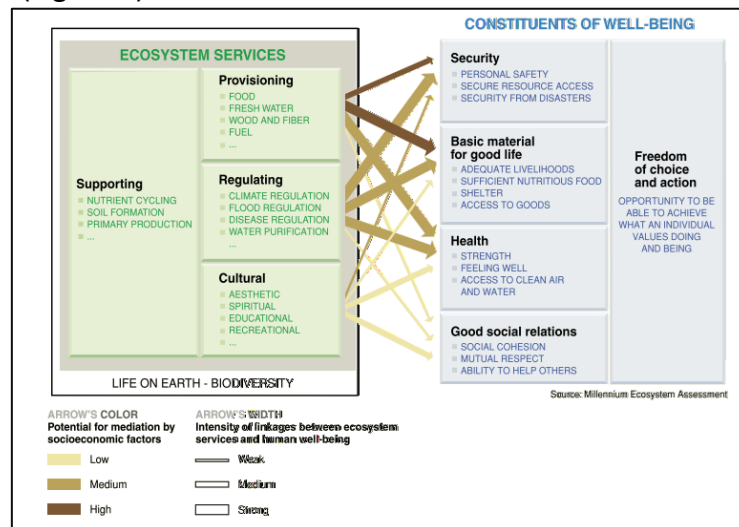 CONSTITUENTS OF WELL-BEING
ECOSYSTEM SERVICES
Supporting
NUTRIENT CYCLING
SOIL FORMATION
PRIMARY PRODUCTION
...
Provisioning
FOOD
FRESH WATER
WOOD AND FIBER
FUEL
...
Regulating
CLIMATE REGULATION
FLOOD REGULATION
DISEASE REGULATION
WATER PURIFICATION
...
Cultural
AESTHETIC
SPIRITUAL
EDUCATIONAL
RECREATIONAL
...
LIFE ON EARTH - BIODIVERSITY
Security
PERSONAL SAFETY
SECURE RESOURCE ACCESS
SECURITY FROM DISASTERS
Basic material
for good life
ADEQUATE LIVELIHOODS
SUFFICIENT NUTRITIOUS FOOD
SHELTER
ACCESS TO GOODS
Health
STRENGTH
FEELING WELL
ACCESS TO CLEAN AIR
AND WATER
Good social relations
SOCIAL COHESION
MUTUAL RESPECT
ABILITY TO HELP OTHERS
Freedom
of choice
and action
OPPORTUNITY TO BE
ABLE TO ACHIEVE
WHAT AN INDIVIDUAL
VALUES DOING
AND BEING
Source: Millennium Ecosystem Assessment
ARROW'S COLOR
Potential for mediation by
socioeconomic factors
Low
Medium
High
ARROW'S WIDTH
Intensity of linkages between ecosystem
services and human well-being
Weak
Medium
Strong